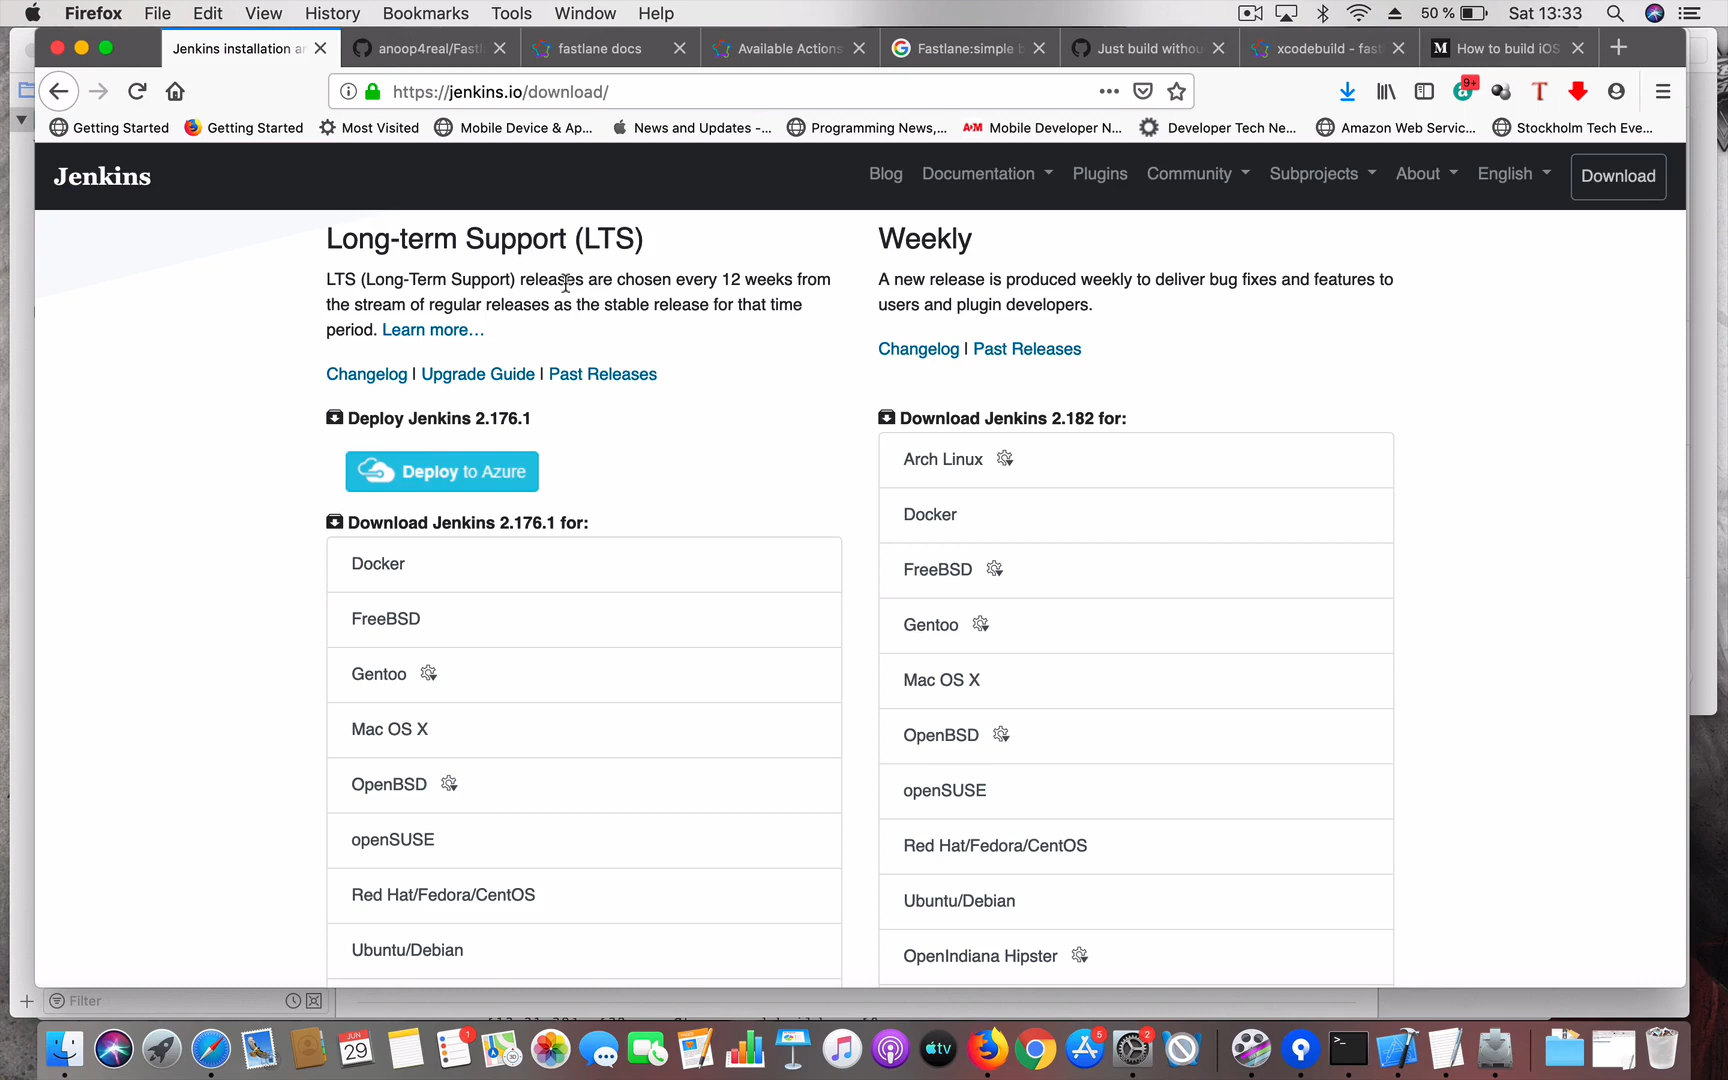 Firefox File Edit View History Bookmarks Tools Window Help 50 % Sat 13:33
Jenkins installation ar anoop4real/Fastl fastlane docs Available Actions Fastlane:simple b Just build withou xcodebuild - fast M How to build iOS
https://jenkins.io/download/ 9+
Getting Started Getting Started Most Visited Mobile Device & Ap... News and Updates -... Programming News,... Mobile Developer N... Developer Tech Ne... Amazon Web Servic... Stockholm Tech Eve...
Jenkins Blog Documentation Plugins Community Subprojects About English Download
Long-term Support (LTS)
LTS (Long-Term Support) releases are chosen every 12 weeks from
the stream of regular releases as the stable release for that time
period. Learn more…
Changelog | Upgrade Guide | Past Releases
Deploy Jenkins 2.176.1
Deploy to Azure
Download Jenkins 2.176.1 for:
Docker
FreeBSD
Gentoo
Mac OS X
OpenBSD
openSUSE
Red Hat/Fedora/CentOS
Ubuntu/Debian
Weekly
A new release is produced weekly to deliver bug fixes and features to
users and plugin developers.
Changelog | Past Releases
Download Jenkins 2.182 for:
Arch Linux
Docker
FreeBSD
Gentoo
Mac OS X
OpenBSD
openSUSE
Red Hat/Fedora/CentOS
Ubuntu/Debian
OpenIndiana Hipster
Filter
JUN 29 1 tv 5 2